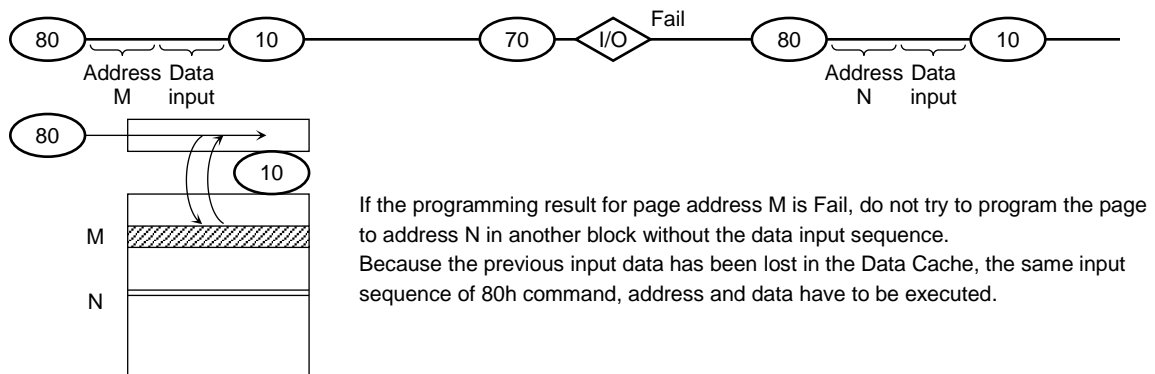 80 10 70 I/O Fail 80 10
Address Data Address Data
M input N input
80
10
M
N
If the programming result for page address M is Fail, do not try to program the page
to address N in another block without the data input sequence.
Because the previous input data has been lost in the Data Cache, the same input
sequence of 80h command, address and data have to be executed.